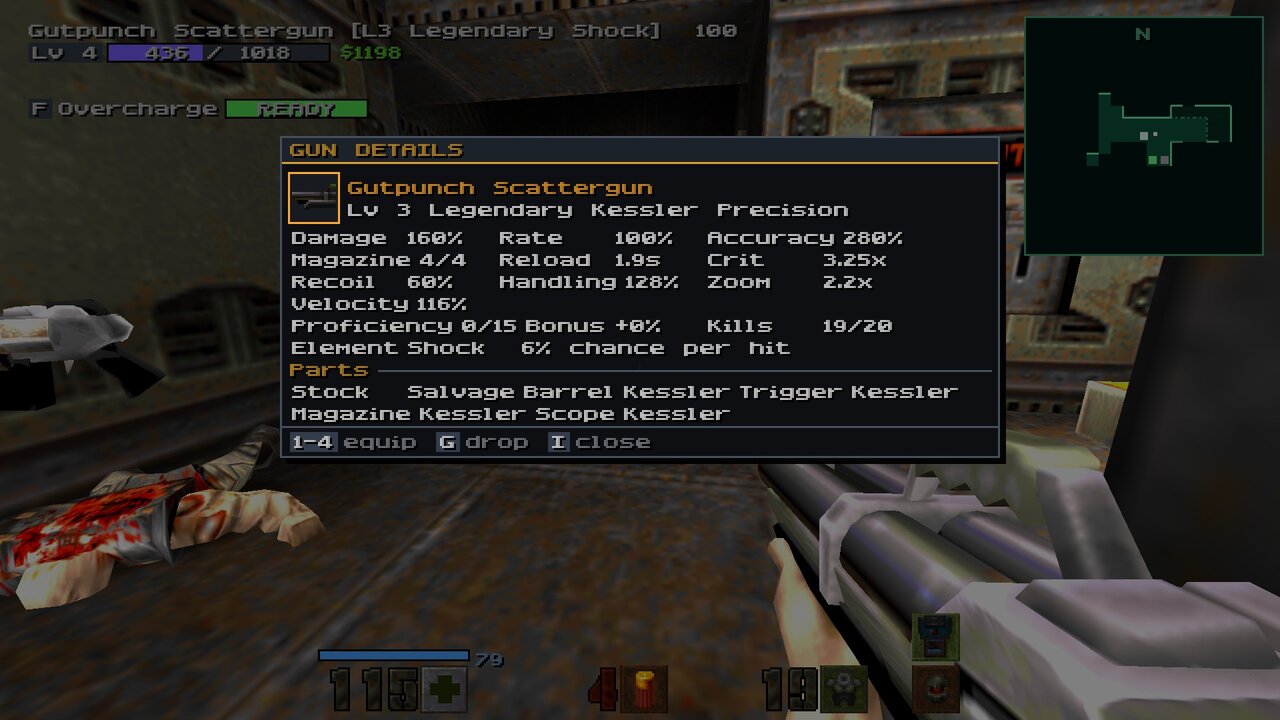 Gutpunch Scattergun [L3 Legendary Shock] 100
Lv 4 436 / 1018 $1198
N
F Overcharge READY
GUN DETAILS
Gutpunch Scattergun
Lv 3 Legendary Kessler Precision
Damage 160% Rate 100% Accuracy 280%
Magazine 4/4 Reload 1.9s Crit 3.25x
Recoil 60% Handling 128% Zoom 2.2x
Velocity 116%
Proficiency 0/15 Bonus +0% Kills 19/20
Element Shock 6% chance per hit
Parts
Stock Salvage Barrel Kessler Trigger Kessler
Magazine Kessler Scope Kessler
1-4 equip G drop I close
79
115 4 19